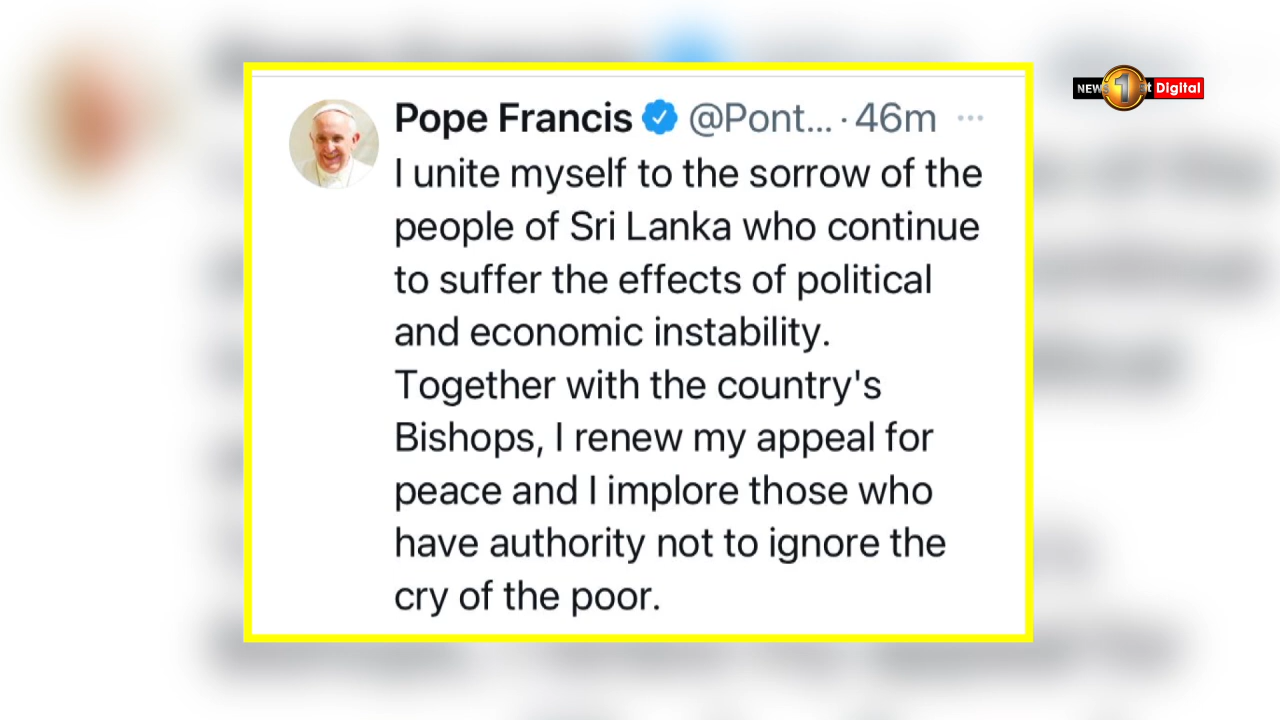 NEWS 1st Digital
Pope Francis @Pont... · 46m ...
I unite myself to the sorrow of the
people of Sri Lanka who continue
to suffer the effects of political
and economic instability.
Together with the country's
Bishops, I renew my appeal for
peace and I implore those who
have authority not to ignore the
cry of the poor.